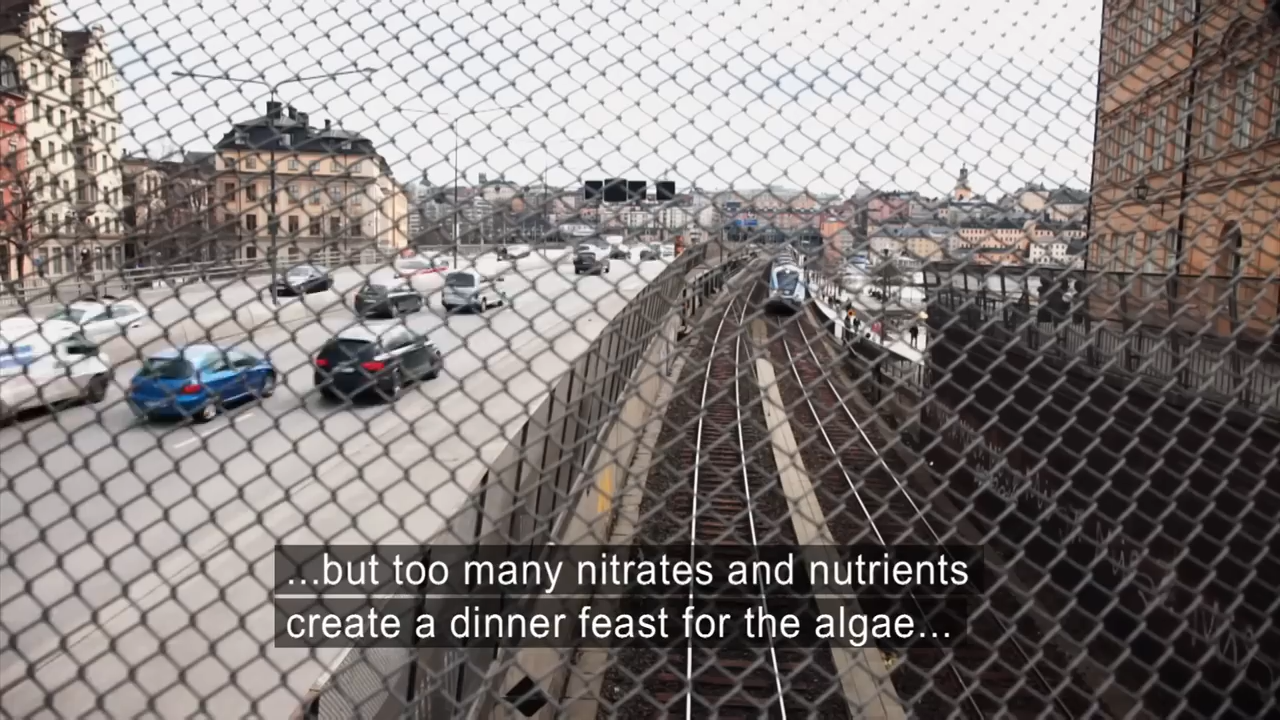 ...but too many nitrates and nutrients
create a dinner feast for the algae...